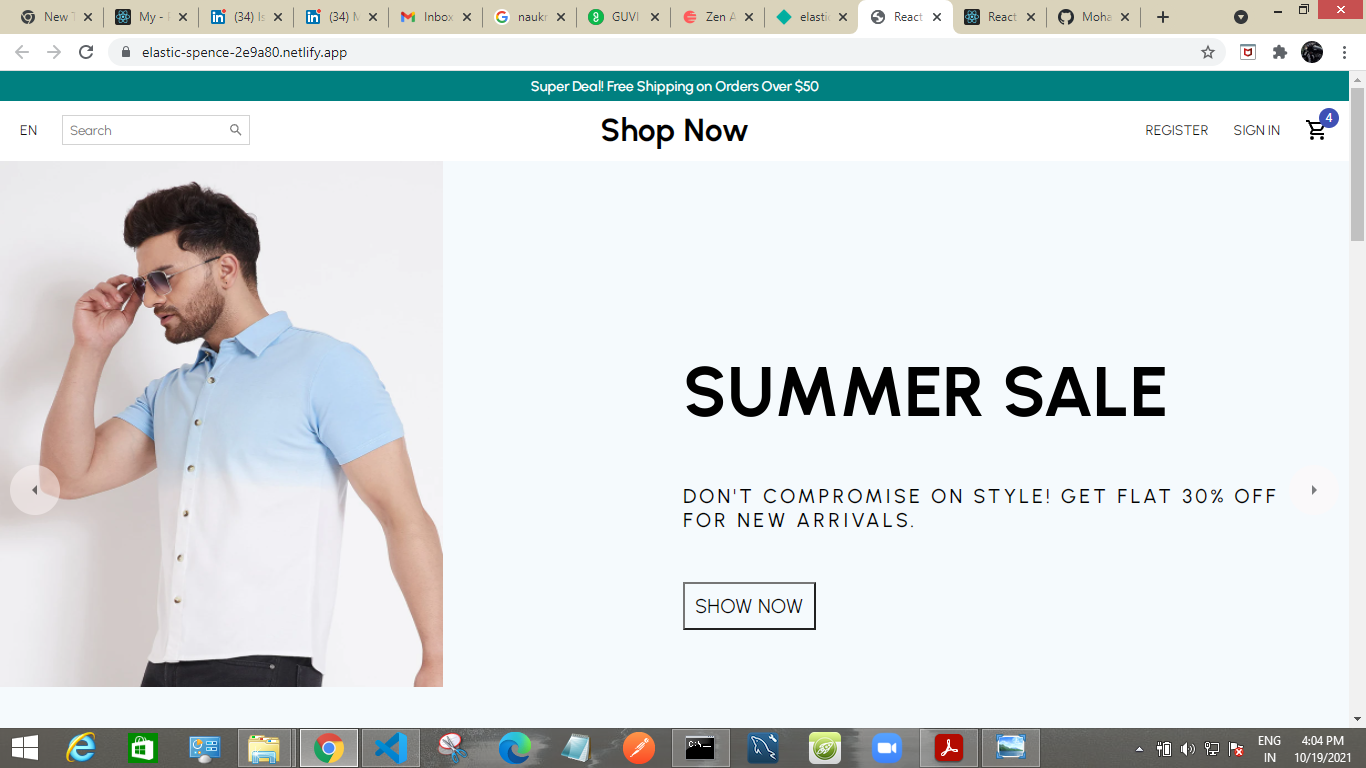 New T
My -
(34) Is
(34) M
Inbox
naukr
GUVI
Zen A
elastic
React
React
Moha
elastic-spence-2e9a80.netlify.app
Super Deal! Free Shipping on Orders Over $50
EN
Search
Shop Now
REGISTER
SIGN IN
4
SUMMER SALE
DON'T COMPROMISE ON STYLE! GET FLAT 30% OFF
FOR NEW ARRIVALS.
SHOW NOW
ENG
IN
4:04 PM
10/19/2021